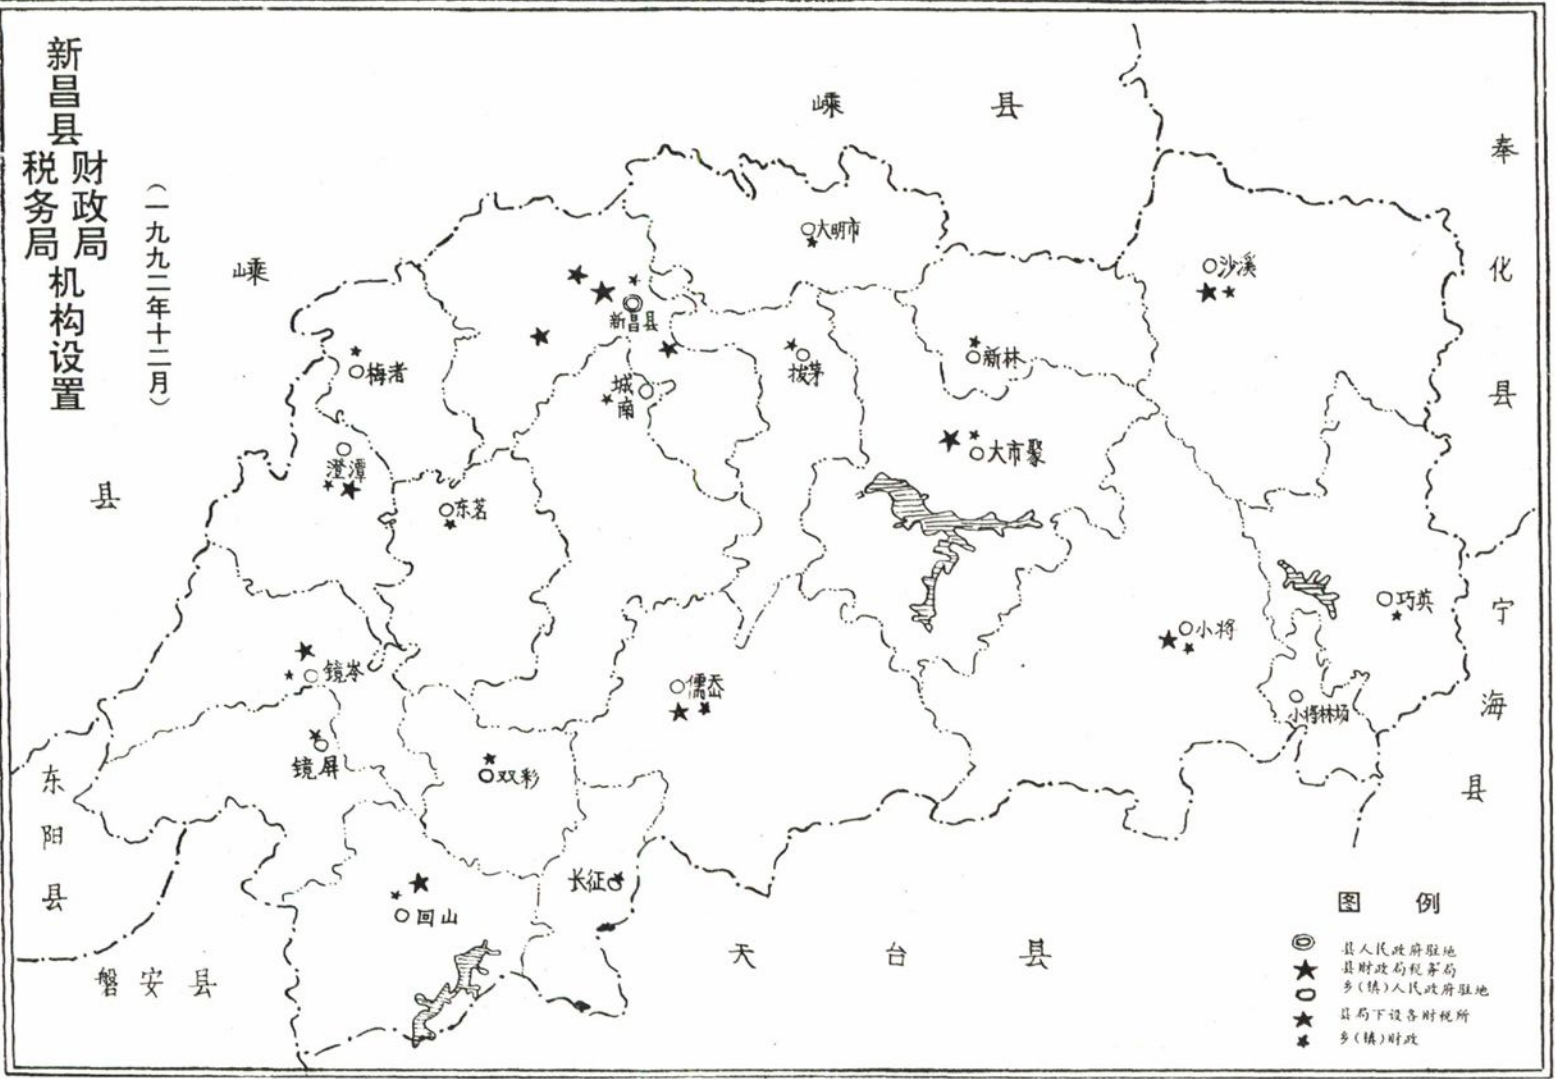 新昌县
财政局
税务局
机构设置
（一九九二年十二月）
嵊 县
嵊
县
奉化县
宁海县
东阳县
磐安县
天台县
大明市
沙溪
新昌县
梅渚
城南
拔茅
新林
大市聚
澄潭
东茗
巧英
小将
镜岭
儒岙
小将林场
镜屏
双彩
长征
回山
图 例
县人民政府驻地
县财政局税务局
乡（镇）人民政府驻地
县局下设各财税所
乡（镇）财政